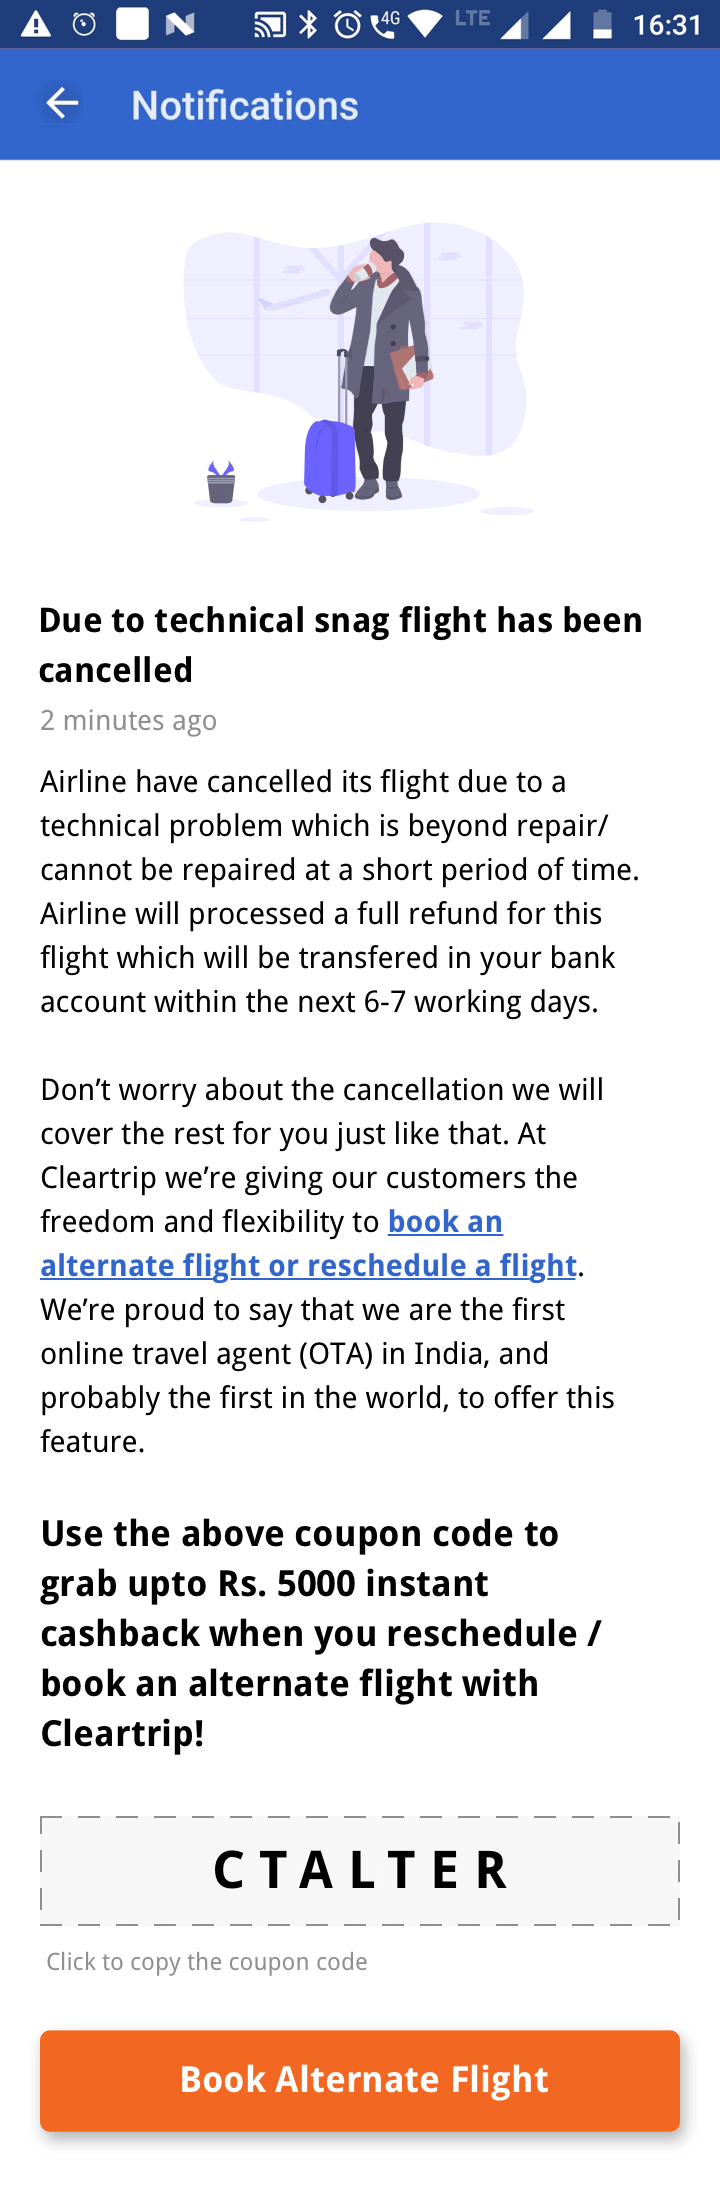 4G LTE 16:31
Notifications
Due to technical snag flight has been
cancelled
2 minutes ago
Airline have cancelled its flight due to a
technical problem which is beyond repair/
cannot be repaired at a short period of time.
Airline will processed a full refund for this
flight which will be transfered in your bank
account within the next 6-7 working days.
Don’t worry about the cancellation we will
cover the rest for you just like that. At
Cleartrip we’re giving our customers the
freedom and flexibility to book an
alternate flight or reschedule a flight.
We’re proud to say that we are the first
online travel agent (OTA) in India, and
probably the first in the world, to offer this
feature.
Use the above coupon code to
grab upto Rs. 5000 instant
cashback when you reschedule /
book an alternate flight with
Cleartrip!
CTALTER
Click to copy the coupon code
Book Alternate Flight